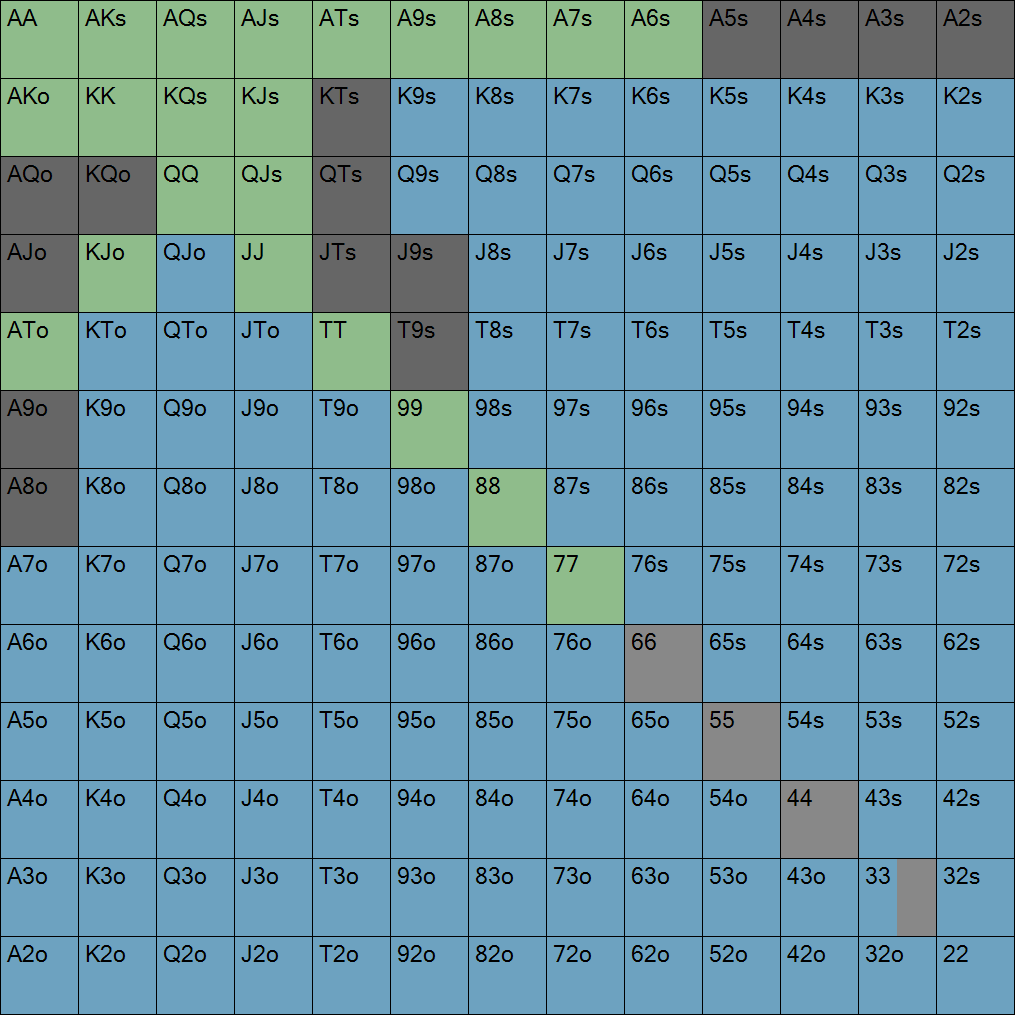 AA AKs AQs AJs ATs A9s A8s A7s A6s A5s A4s A3s A2s
AKo KK KQs KJs KTs K9s K8s K7s K6s K5s K4s K3s K2s
AQo KQo QQ QJs QTs Q9s Q8s Q7s Q6s Q5s Q4s Q3s Q2s
AJo KJo QJo JJ JTs J9s J8s J7s J6s J5s J4s J3s J2s
ATo KTo QTo JTo TT T9s T8s T7s T6s T5s T4s T3s T2s
A9o K9o Q9o J9o T9o 99 98s 97s 96s 95s 94s 93s 92s
A8o K8o Q8o J8o T8o 98o 88 87s 86s 85s 84s 83s 82s
A7o K7o Q7o J7o T7o 97o 87o 77 76s 75s 74s 73s 72s
A6o K6o Q6o J6o T6o 96o 86o 76o 66 65s 64s 63s 62s
A5o K5o Q5o J5o T5o 95o 85o 75o 65o 55 54s 53s 52s
A4o K4o Q4o J4o T4o 94o 84o 74o 64o 54o 44 43s 42s
A3o K3o Q3o J3o T3o 93o 83o 73o 63o 53o 43o 33 32s
A2o K2o Q2o J2o T2o 92o 82o 72o 62o 52o 42o 32o 22